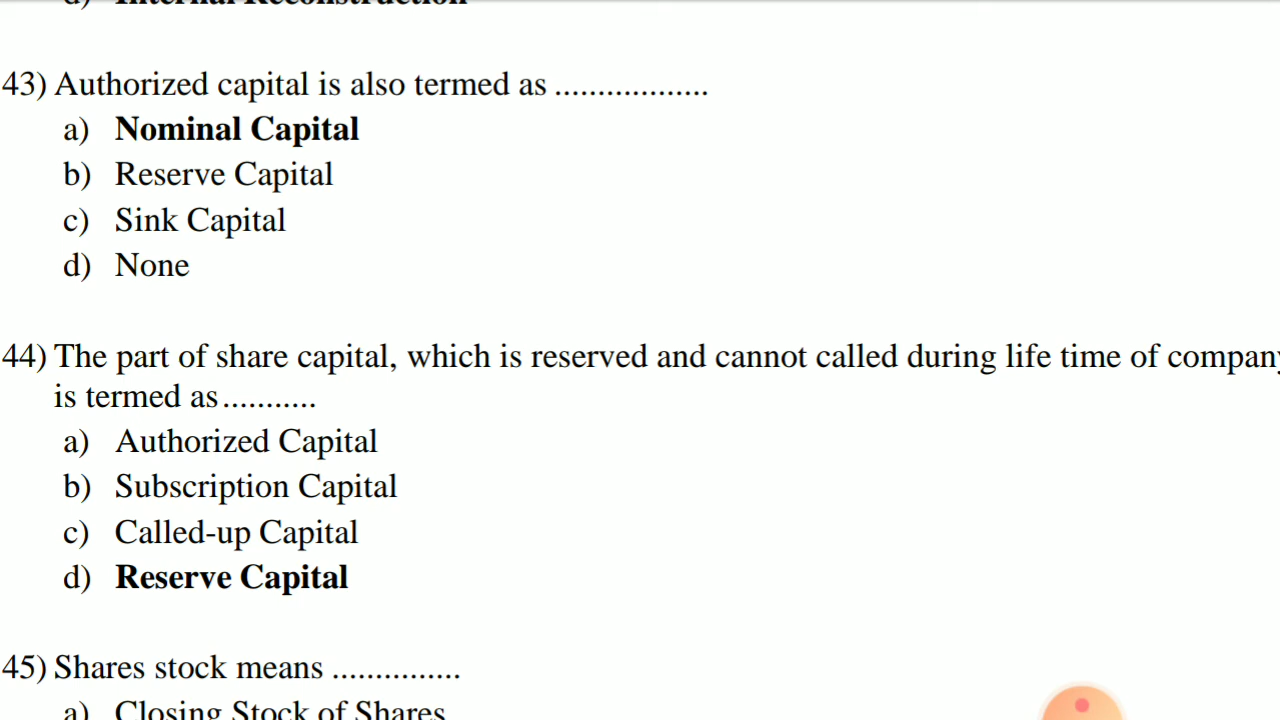 d) Internal Reconstruction
43) Authorized capital is also termed as ..................
a) Nominal Capital
b) Reserve Capital
c) Sink Capital
d) None
44) The part of share capital, which is reserved and cannot called during life time of company
is termed as...........
a) Authorized Capital
b) Subscription Capital
c) Called-up Capital
d) Reserve Capital
45) Shares stock means ...............
a) Closing Stock of Shares